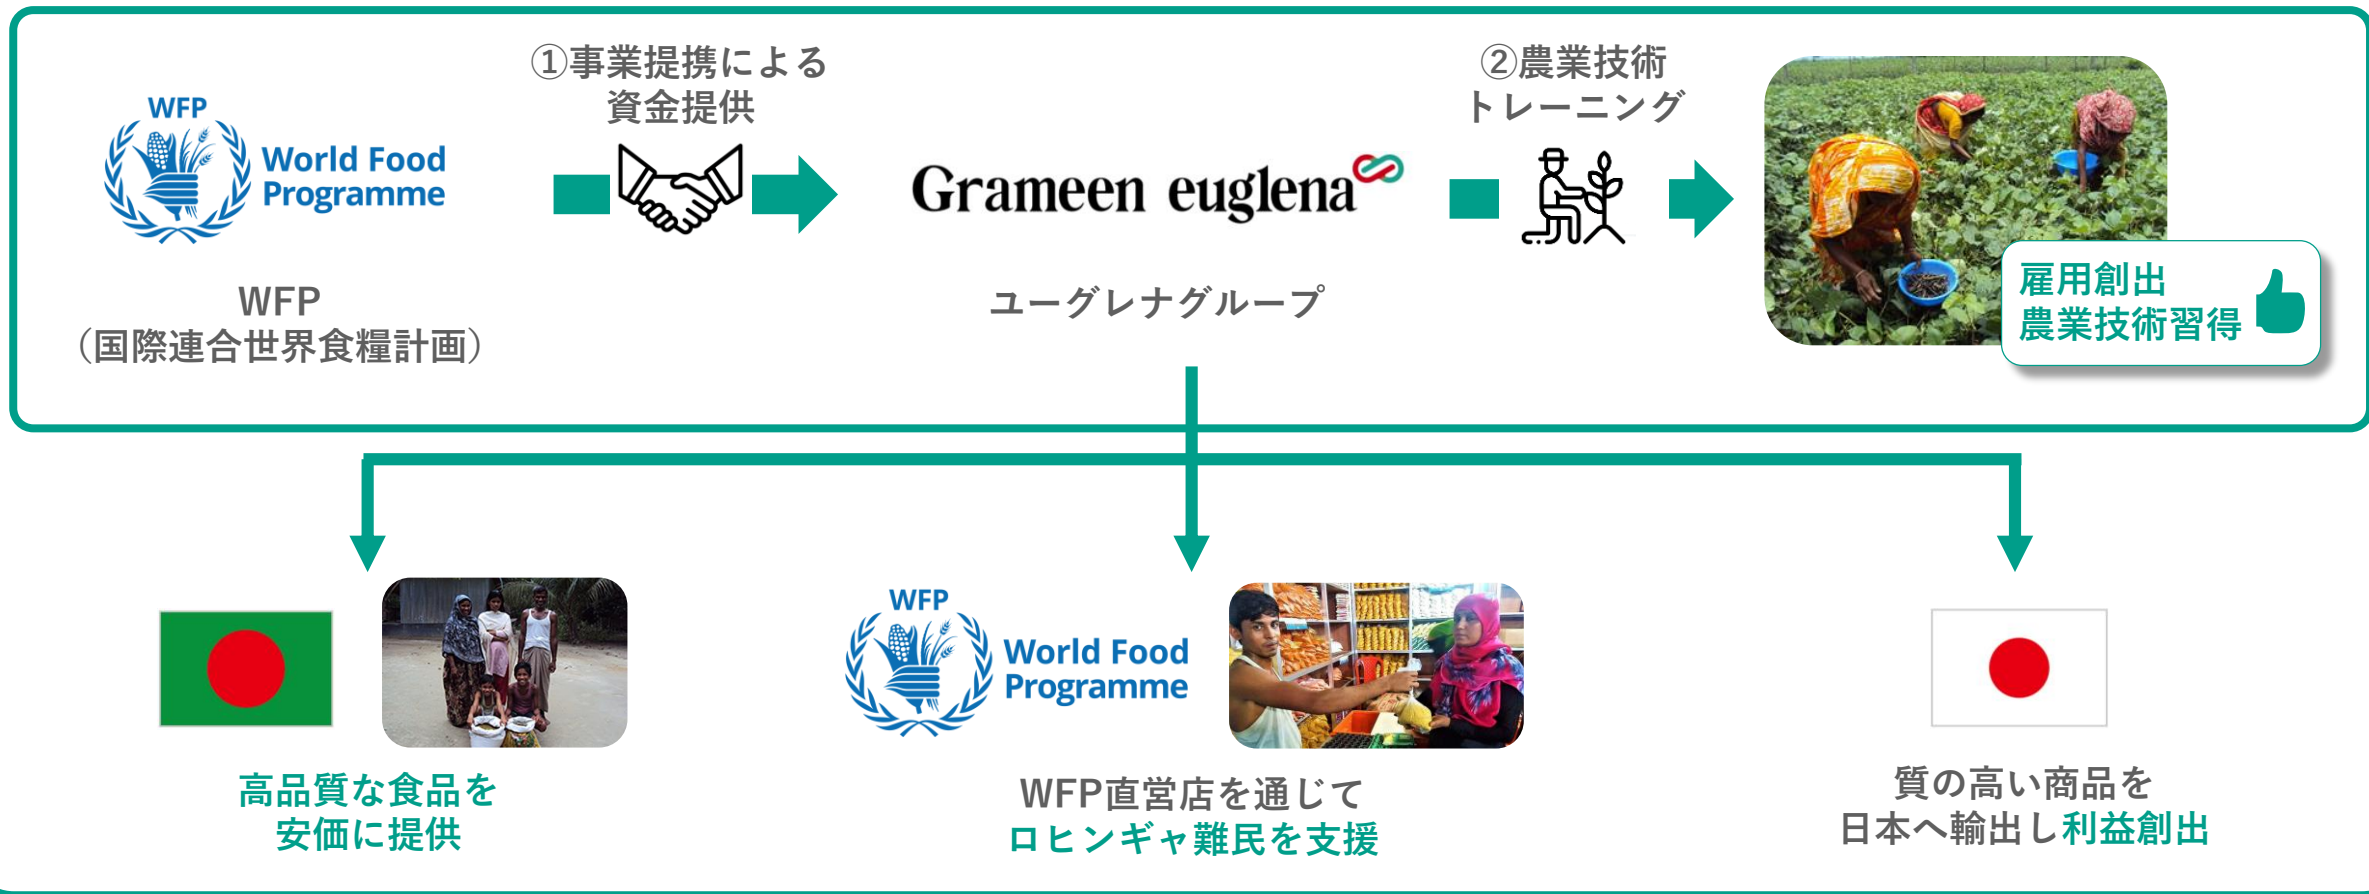 ①事業提携による
資金提供
②農業技術
トレーニング
WFP
World Food
Programme
Grameen euglena
WFP
（国際連合世界食糧計画）
ユーグレナグループ
雇用創出
農業技術習得
WFP
World Food
Programme
高品質な食品を
安価に提供
WFP直営店を通じて
ロヒンギャ難民を支援
質の高い商品を
日本へ輸出し利益創出